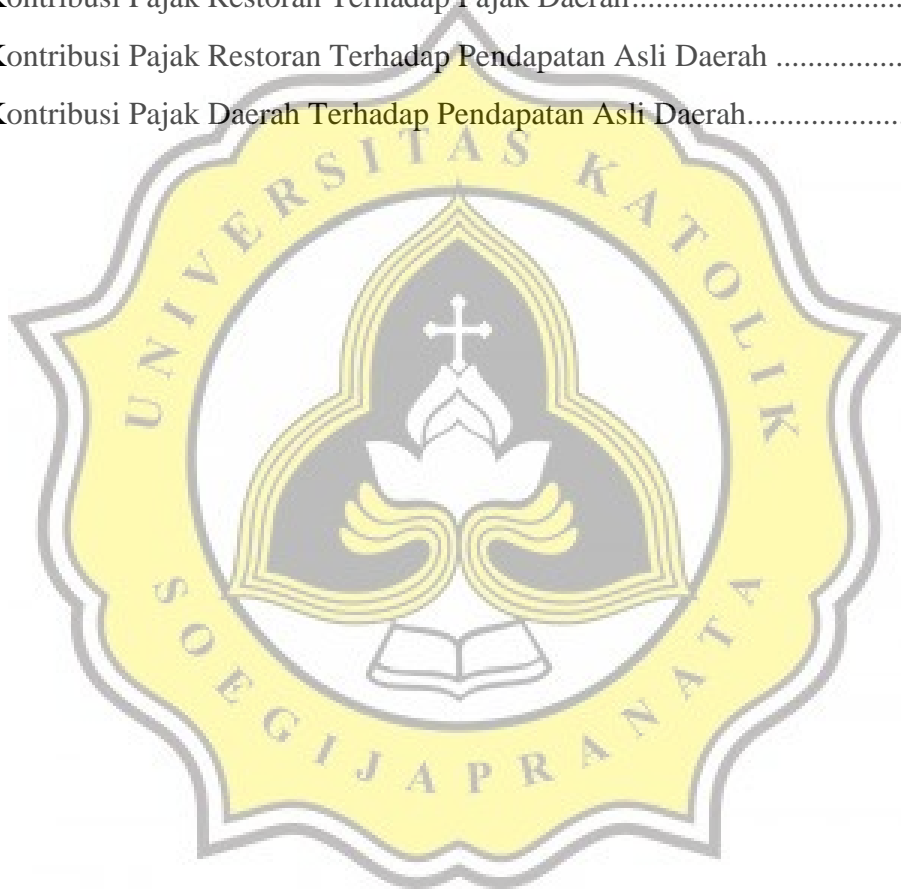 Kontribusi Pajak Restoran Terhadap Pajak Daerah..................................
Kontribusi Pajak Restoran Terhadap Pendapatan Asli Daerah ................
Kontribusi Pajak Daerah Terhadap Pendapatan Asli Daerah....................
UNIVERSITAS KATOLIK
SOEGIJAPRANATA